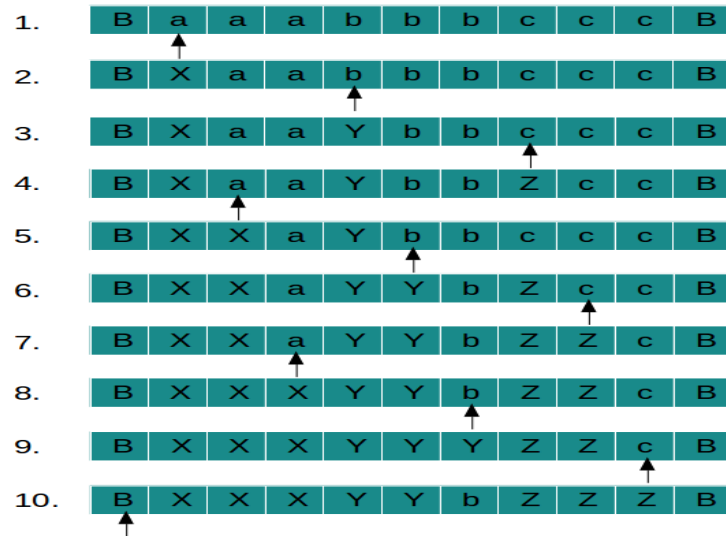 1. B a a a b b b c c c B
2. B X a a b b b c c c B
3. B X a a Y b b c c c B
4. B X a a Y b b Z c c B
5. B X X a Y b b c c c B
6. B X X a Y Y b Z c c B
7. B X X a Y Y b Z Z c B
8. B X X X Y Y b Z Z c B
9. B X X X Y Y Y Z Z c B
10. B X X X Y Y b Z Z Z B